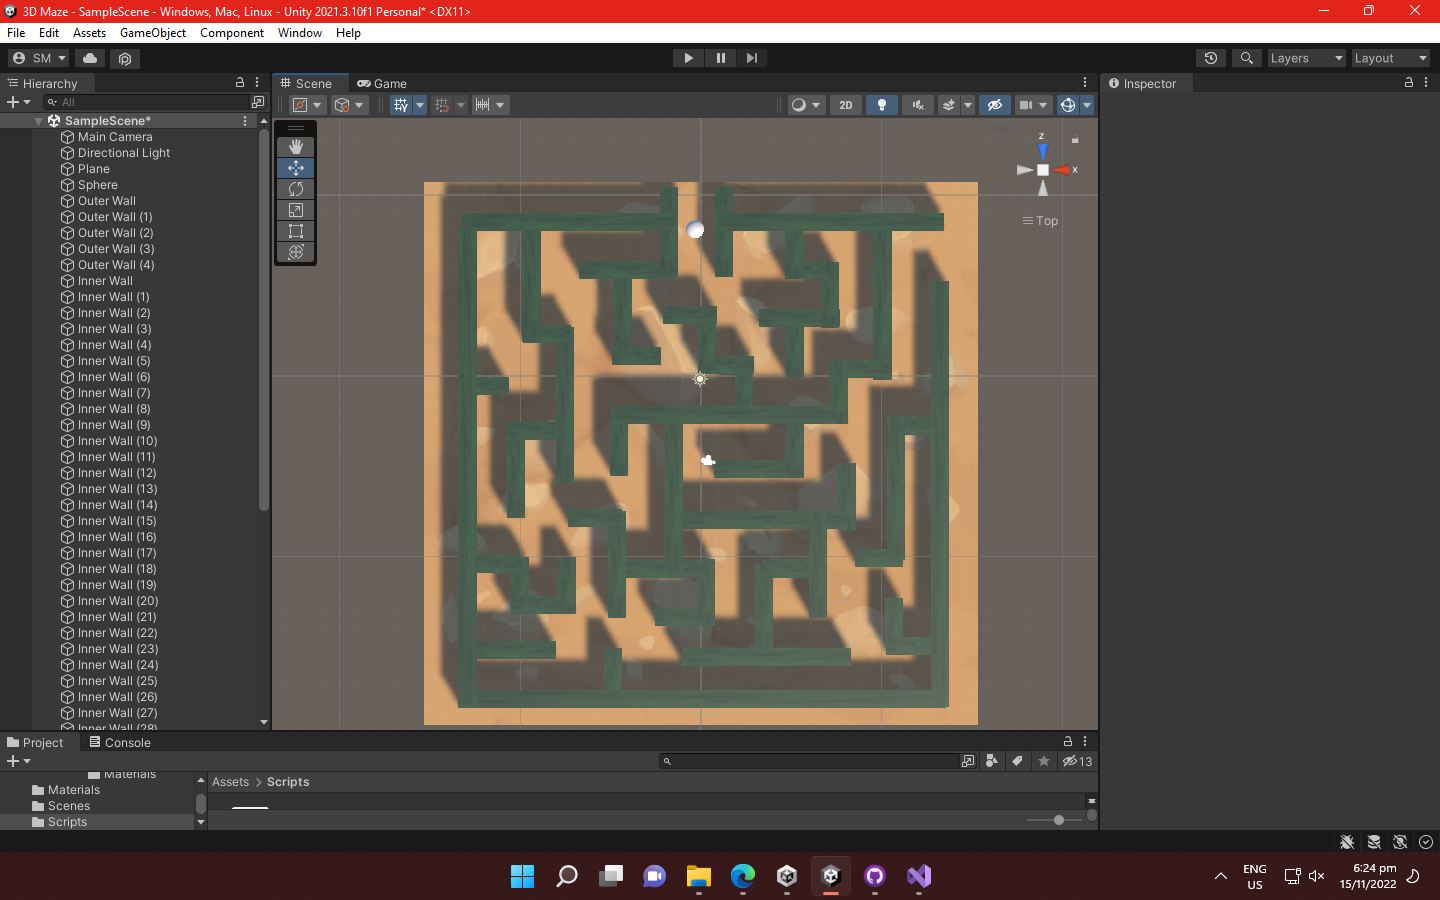 3D Maze - SampleScene - Windows, Mac, Linux - Unity 2021.3.10f1 Personal* <DX11>
File Edit Assets GameObject Component Window Help
SM Layers Layout
Hierarchy Scene Game Inspector
All 2D
SampleScene*
Main Camera
Directional Light
Plane
Sphere
Outer Wall
Outer Wall (1)
Outer Wall (2)
Outer Wall (3)
Outer Wall (4)
Inner Wall
Inner Wall (1)
Inner Wall (2)
Inner Wall (3)
Inner Wall (4)
Inner Wall (5)
Inner Wall (6)
Inner Wall (7)
Inner Wall (8)
Inner Wall (9)
Inner Wall (10)
Inner Wall (11)
Inner Wall (12)
Inner Wall (13)
Inner Wall (14)
Inner Wall (15)
Inner Wall (16)
Inner Wall (17)
Inner Wall (18)
Inner Wall (19)
Inner Wall (20)
Inner Wall (21)
Inner Wall (22)
Inner Wall (23)
Inner Wall (24)
Inner Wall (25)
Inner Wall (26)
Inner Wall (27)
Inner Wall (28)
z
x
Top
Project Console
13
Materials
Materials
Scenes
Scripts
Assets > Scripts
ENG
US
6:24 pm
15/11/2022